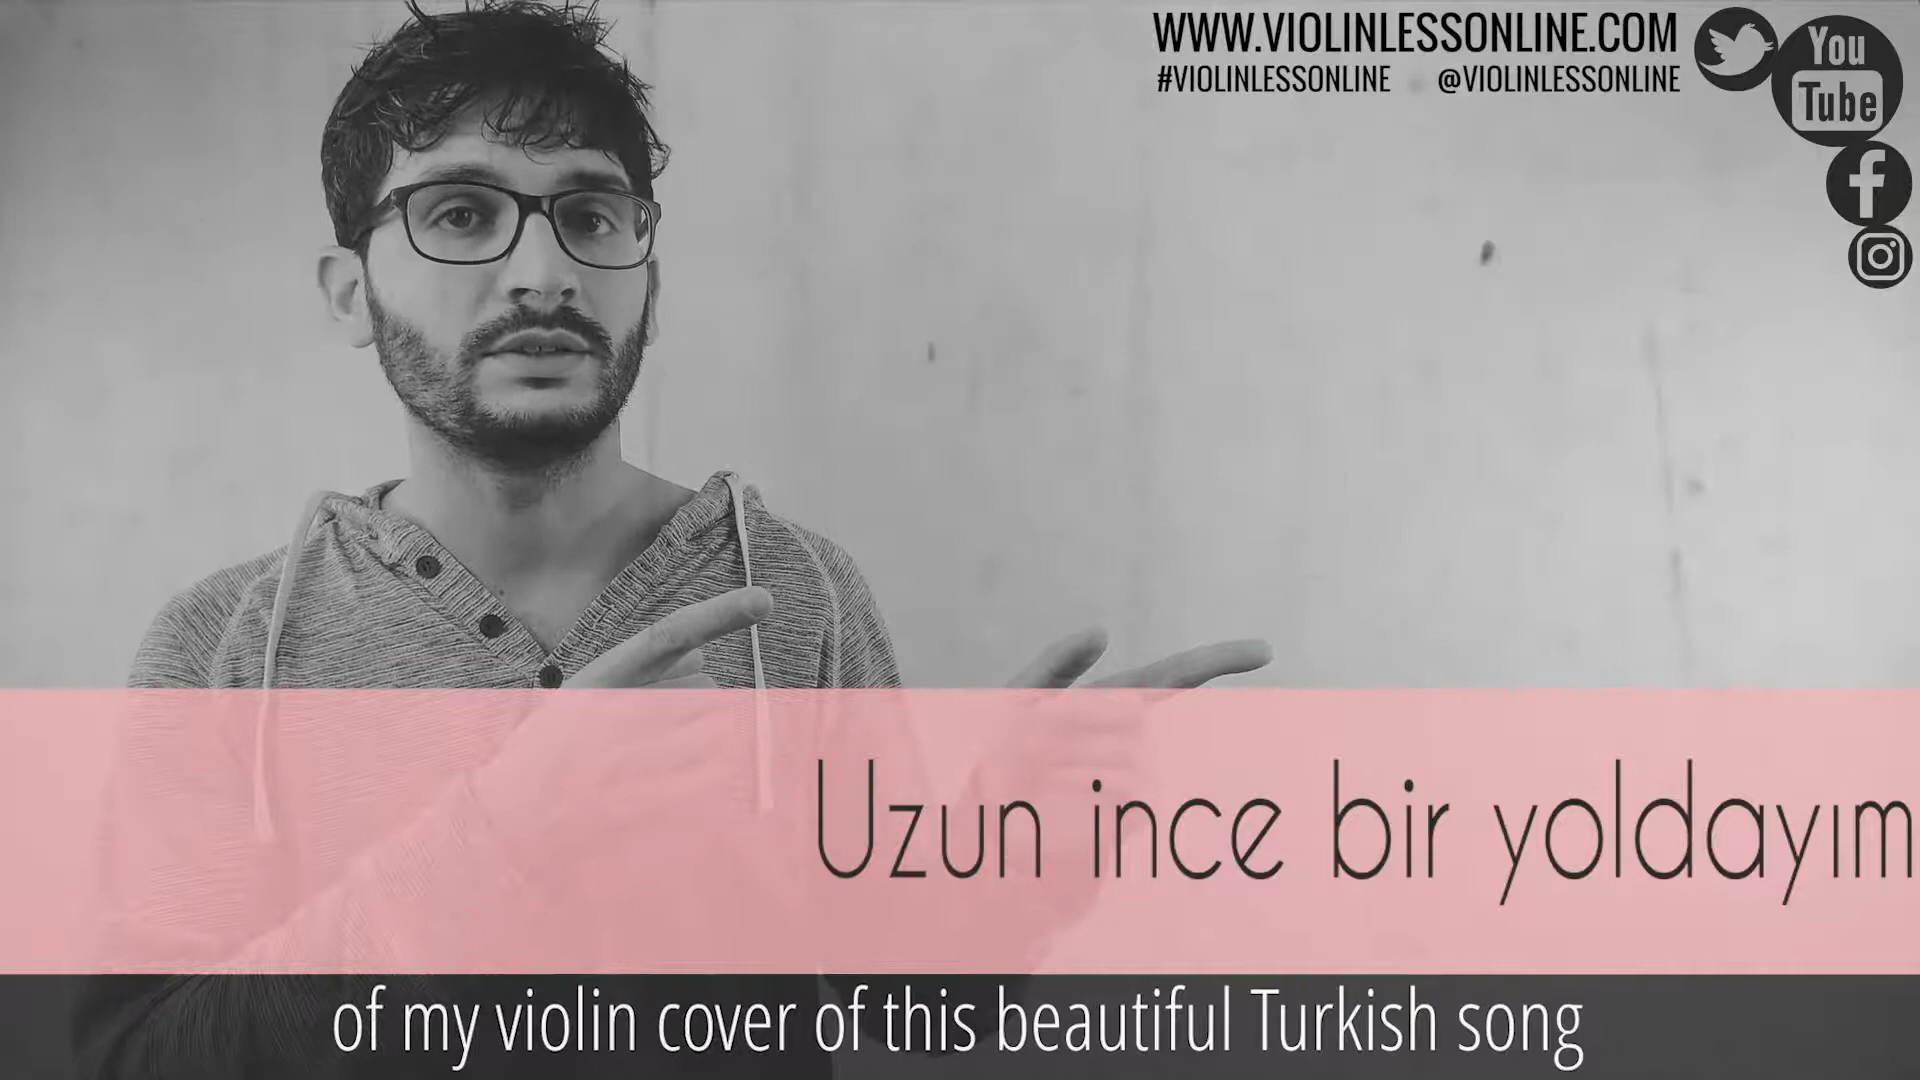 WWW.VIOLINLESSONLINE.COM
#VIOLINLESSONLINE @VIOLINLESSONLINE
You
Tube
Uzun ince bir yoldayım
of my violin cover of this beautiful Turkish song